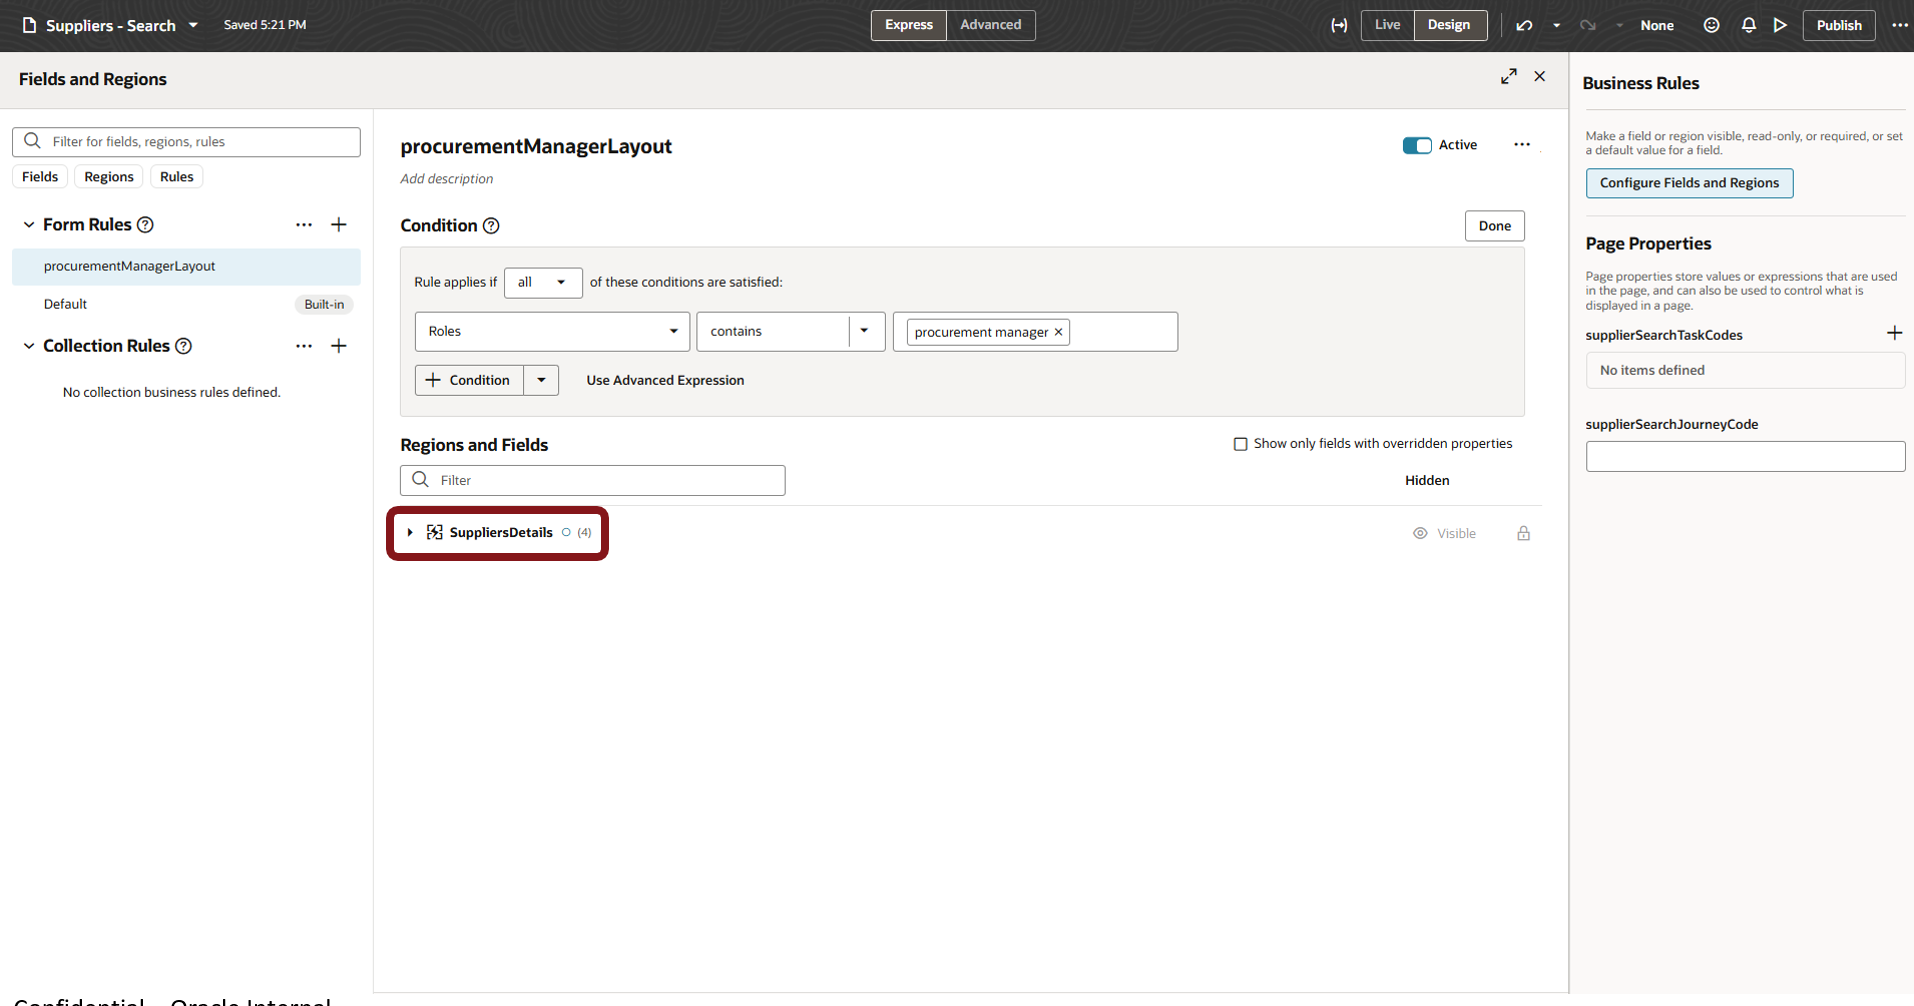 Suppliers - Search Saved 5:21 PM Express Advanced Live Design None Publish
Fields and Regions
Filter for fields, regions, rules
Fields Regions Rules
Form Rules
procurementManagerLayout
Default Built-in
Collection Rules
No collection business rules defined.
procurementManagerLayout Active
Add description
Condition Done
Rule applies if all of these conditions are satisfied:
Roles contains procurement manager
Condition Use Advanced Expression
Regions and Fields Show only fields with overridden properties
Filter Hidden
SuppliersDetails (4) Visible
Business Rules
Make a field or region visible, read-only, or required, or set
a default value for a field.
Configure Fields and Regions
Page Properties
Page properties store values or expressions that are used
in the page, and can also be used to control what is
displayed in a page.
supplierSearchTaskCodes
No items defined
supplierSearchJourneyCode